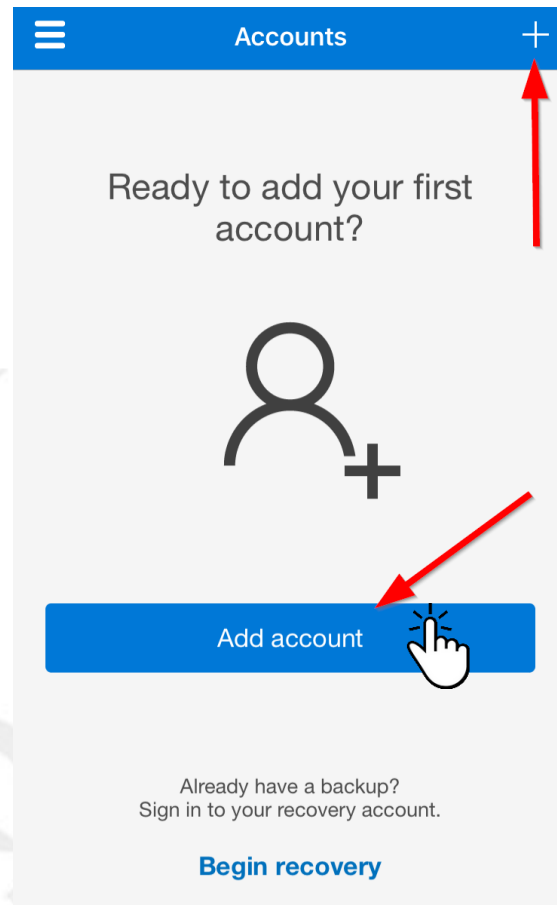 Accounts
Ready to add your first
account?
Add account
Already have a backup?
Sign in to your recovery account.
Begin recovery